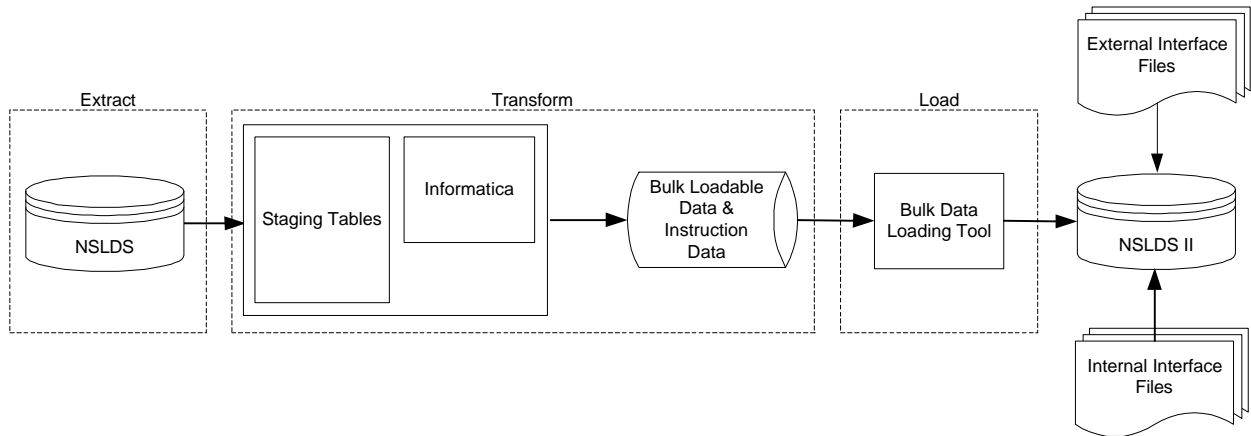 External Interface
Files
Extract
Transform
Load
NSLDS
Staging Tables
Informatica
Bulk Loadable
Data &
Instruction
Data
Bulk Data
Loading Tool
NSLDS II
Internal Interface
Files